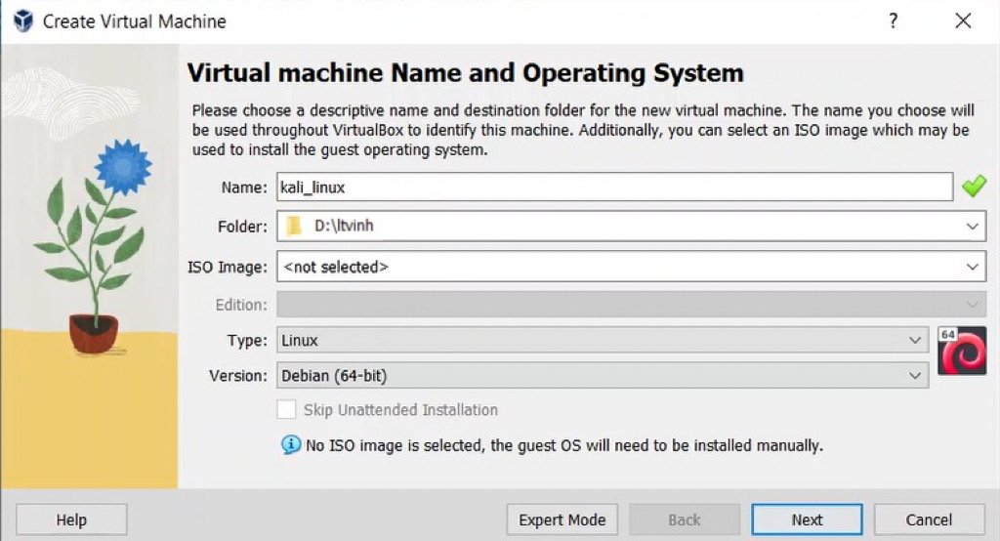 Create Virtual Machine ?
Virtual machine Name and Operating System
Please choose a descriptive name and destination folder for the new virtual machine. The name you choose will
be used throughout VirtualBox to identify this machine. Additionally, you can select an ISO image which may be
used to install the guest operating system.
Name: kali_linux
Folder: D:\ltvinh
ISO Image: <not selected>
Edition:
Type: Linux
64
Version: Debian (64-bit)
Skip Unattended Installation
No ISO image is selected, the guest OS will need to be installed manually.
Help Expert Mode Back Next Cancel